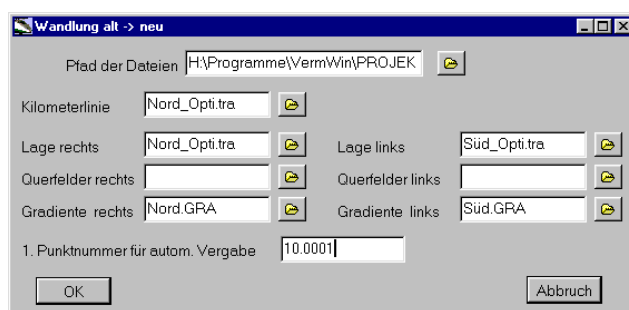 Wandlung alt -> neu
Pfad der Dateien H:\Programme\VermWin\PROJEK
Kilometerlinie Nord_Opti.tra
Lage rechts Nord_Opti.tra Lage links Süd_Opti.tra
Querfelder rechts Querfelder links
Gradiente rechts Nord.GRA Gradiente links Süd.GRA
1. Punktnummer für autom. Vergabe 10.0001
OK Abbruch